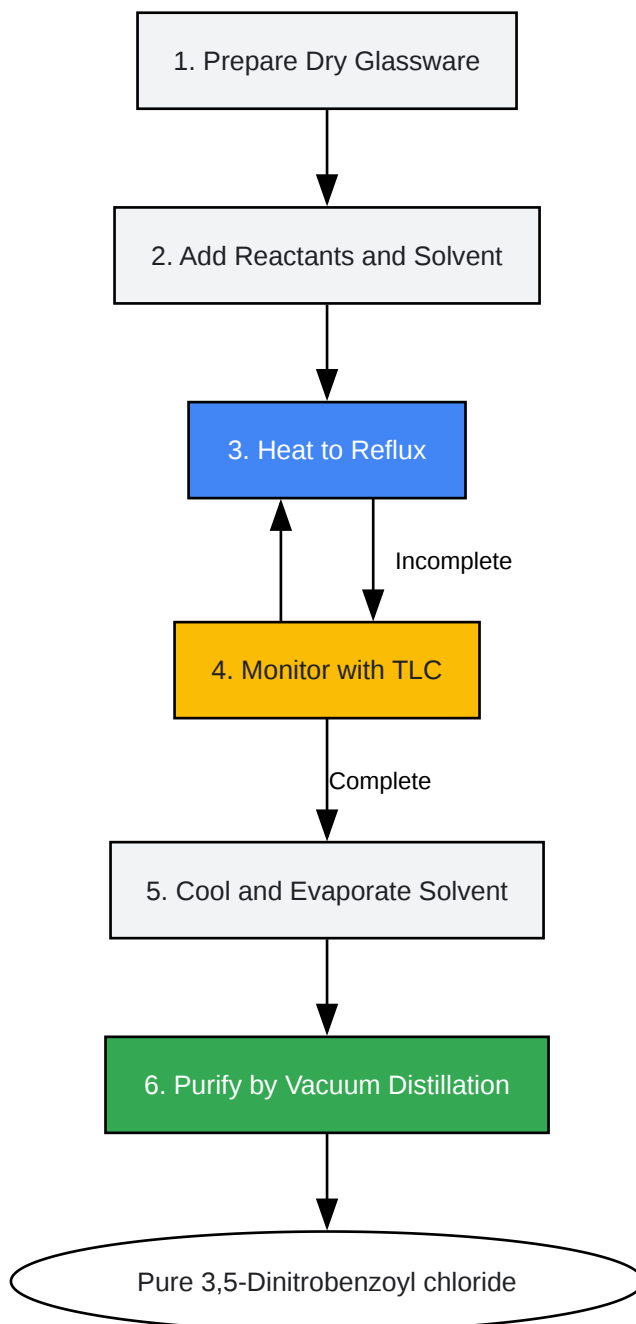 1. Prepare Dry Glassware
2. Add Reactants and Solvent
3. Heat to Reflux
Incomplete
4. Monitor with TLC
Complete
5. Cool and Evaporate Solvent
6. Purify by Vacuum Distillation
Pure 3,5-Dinitrobenzoyl chloride